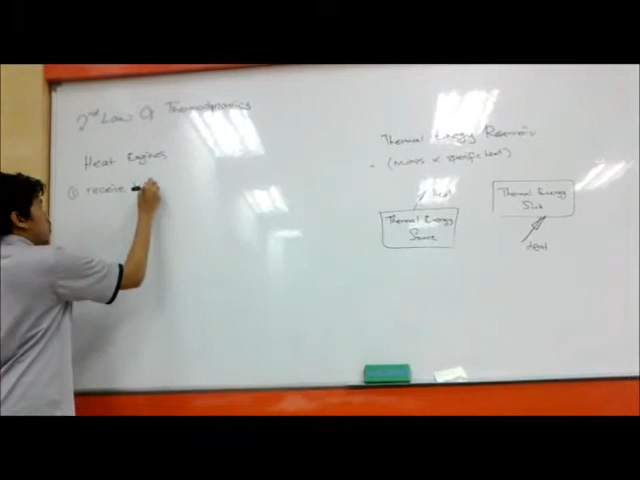 2nd Law Of Thermodynamics
Heat Engines
① receive
Thermal Energy Reservoir
- (Mass x specific heat)
heat
Thermal Energy
Source
Thermal Energy
Sink
Heat